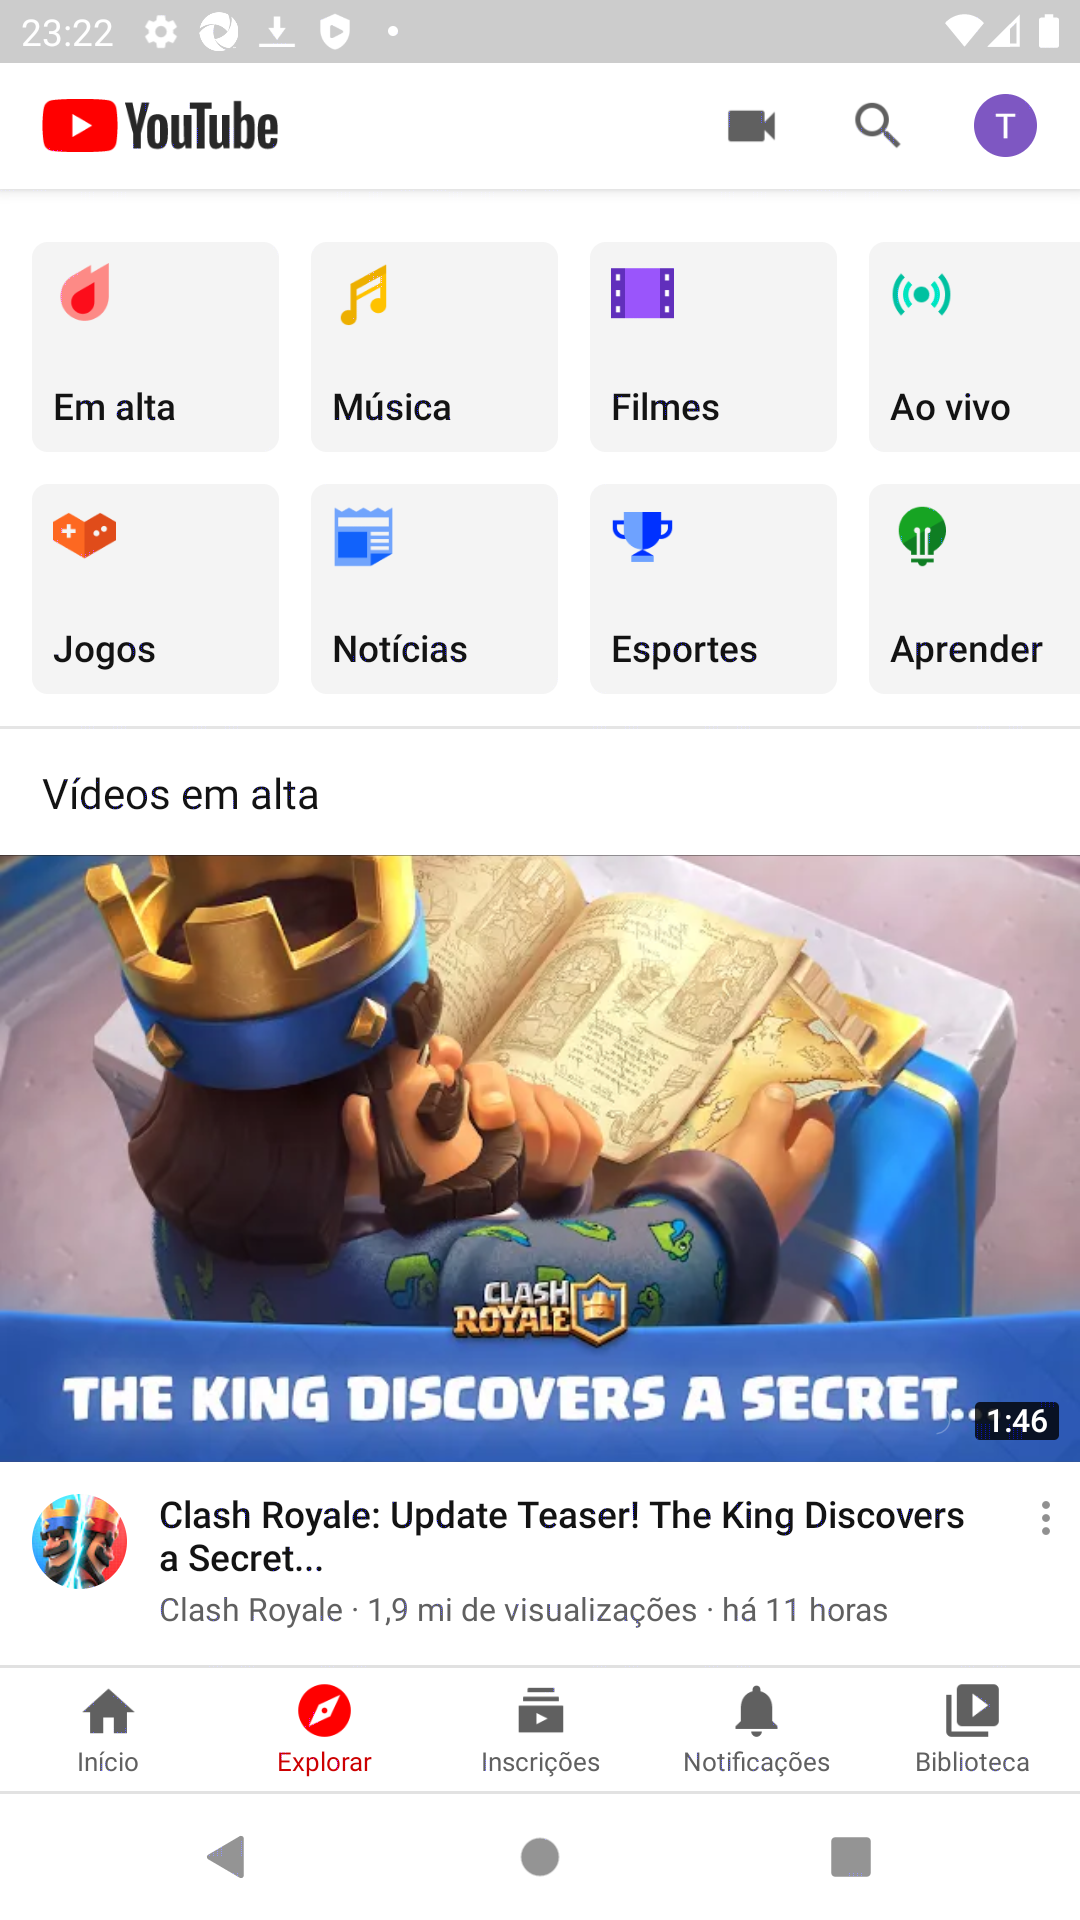 23:22
YouTube
T
Em alta
Música
Filmes
Ao vivo
Jogos
Notícias
Esportes
Aprender
Vídeos em alta
CLASH
ROYALE
THE KING DISCOVERS A SECRET...
1:46
Clash Royale: Update Teaser! The King Discovers
a Secret...
Clash Royale · 1,9 mi de visualizações · há 11 horas
Início
Explorar
Inscrições
Notificações
Biblioteca